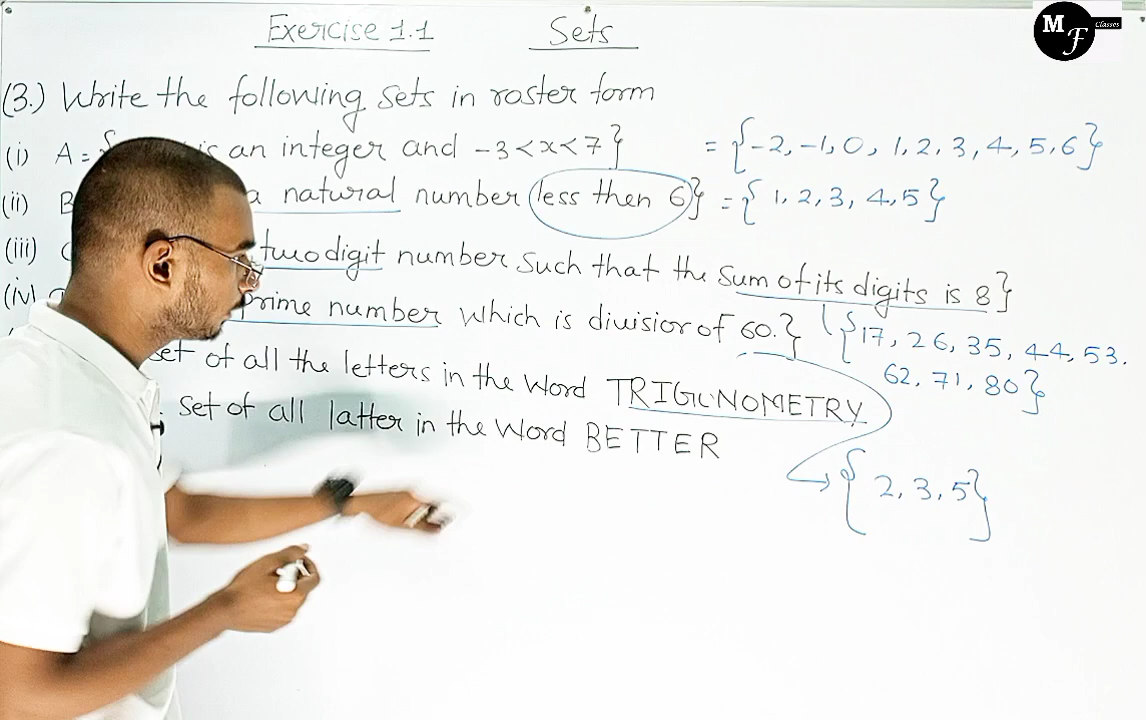 Exercise 1.1 Sets
M F Classes
(3.) Write the following sets in roster form
(i) A = { is an integer and -3 < x < 7 } = { -2, -1, 0, 1, 2, 3, 4, 5, 6 }
(ii) B a natural number less then 6 } = { 1, 2, 3, 4, 5 }
(iii) two digit number such that the sum of its digits is 8 }
(iv) prime number which is divisior of 60. } { 17, 26, 35, 44, 53.
62, 71, 80 }
set of all the letters in the word TRIGONOMETRY
set of all latter in the word BETTER
{ 2, 3, 5 }